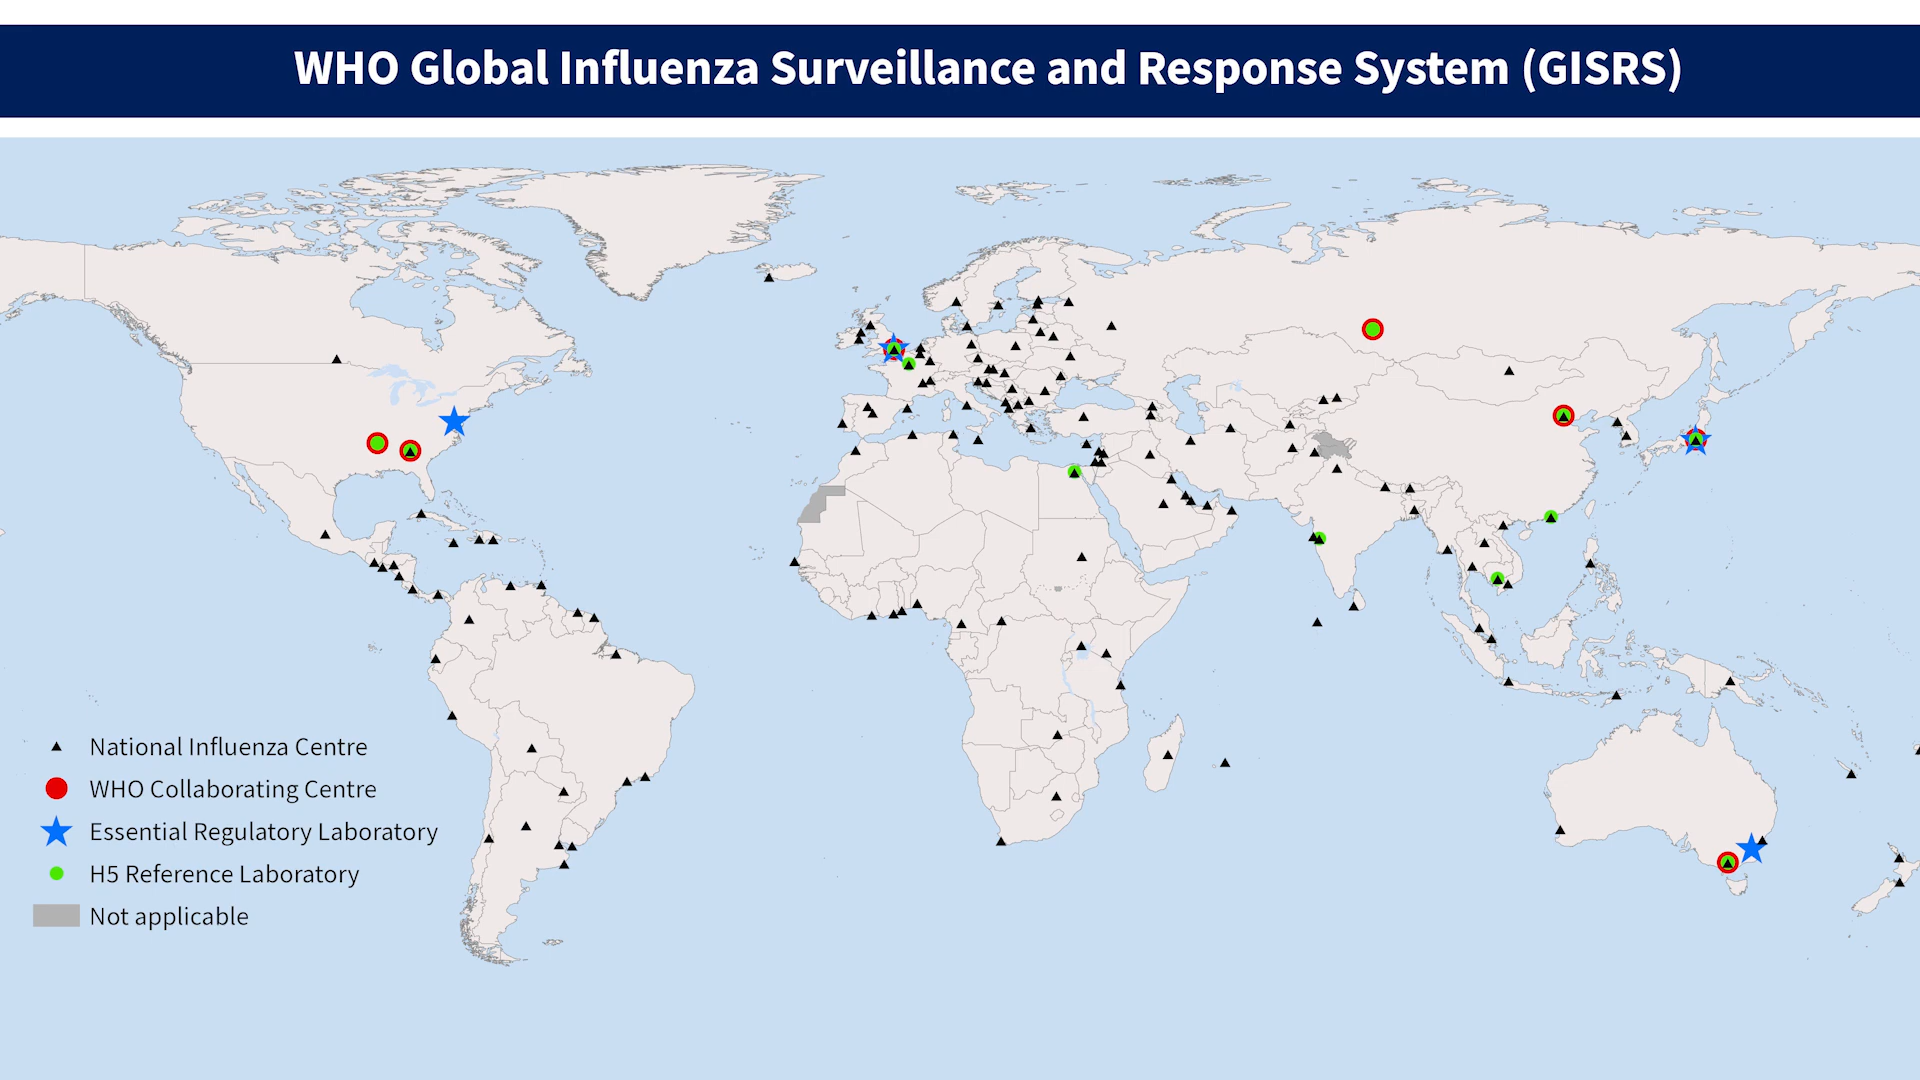 WHO Global Influenza Surveillance and Response System (GISRS)
National Influenza Centre
WHO Collaborating Centre
Essential Regulatory Laboratory
H5 Reference Laboratory
Not applicable